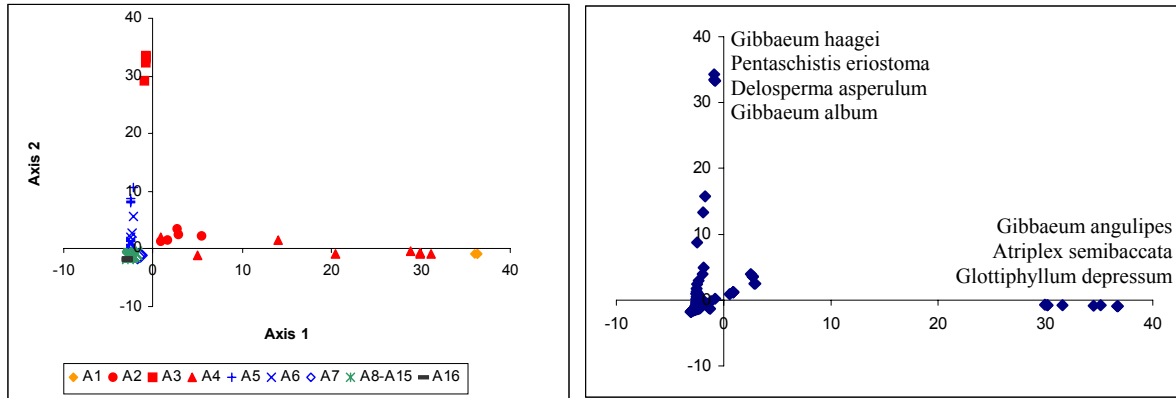 40
30
20
10
0
-10
-10 0 10 20 30 40
Axis 2
Axis 1
A1 A2 A3 A4 A5 A6 A7 A8-A15 A16
40
30
20
10
0
-10
-10 0 10 20 30 40
Gibbaeum haagei
Pentaschistis eriostoma
Delosperma asperulum
Gibbaeum album
Gibbaeum angulipes
Atriplex semibaccata
Glottiphyllum depressum